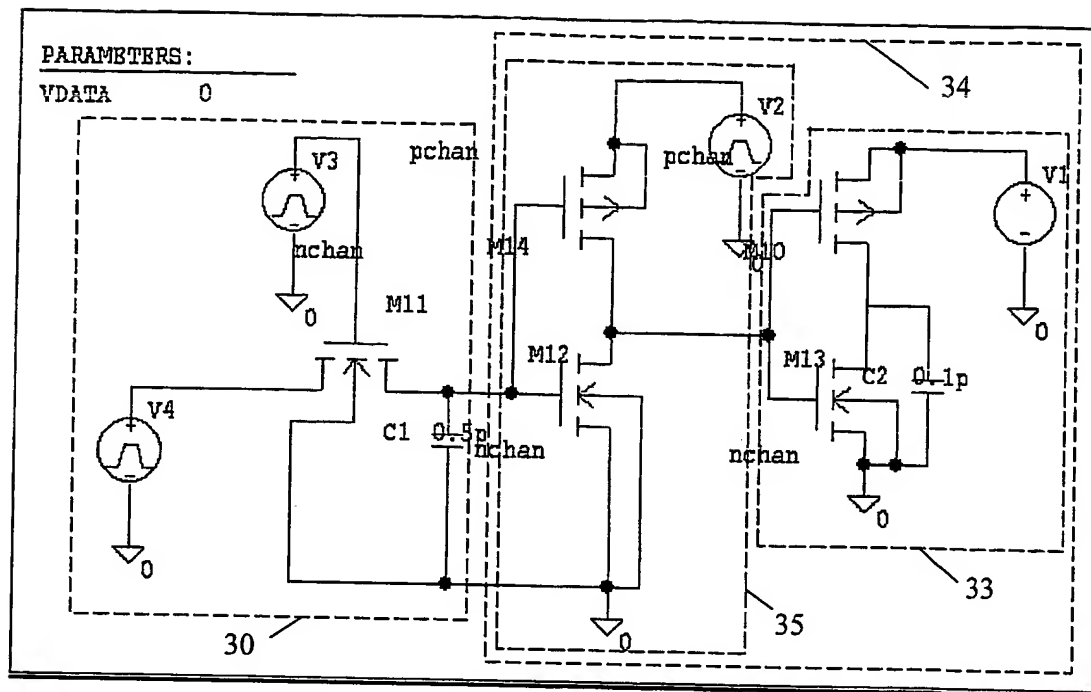 PARAMETERS:
VDATA 0
34
V3
pchan
V2
pchan
V1
nchan
M14
M10
0
0
0
M11
M12
M13
C2
0.1p
V4
C1
0.5p
nchan
nchan
0
0
0
33
35
30